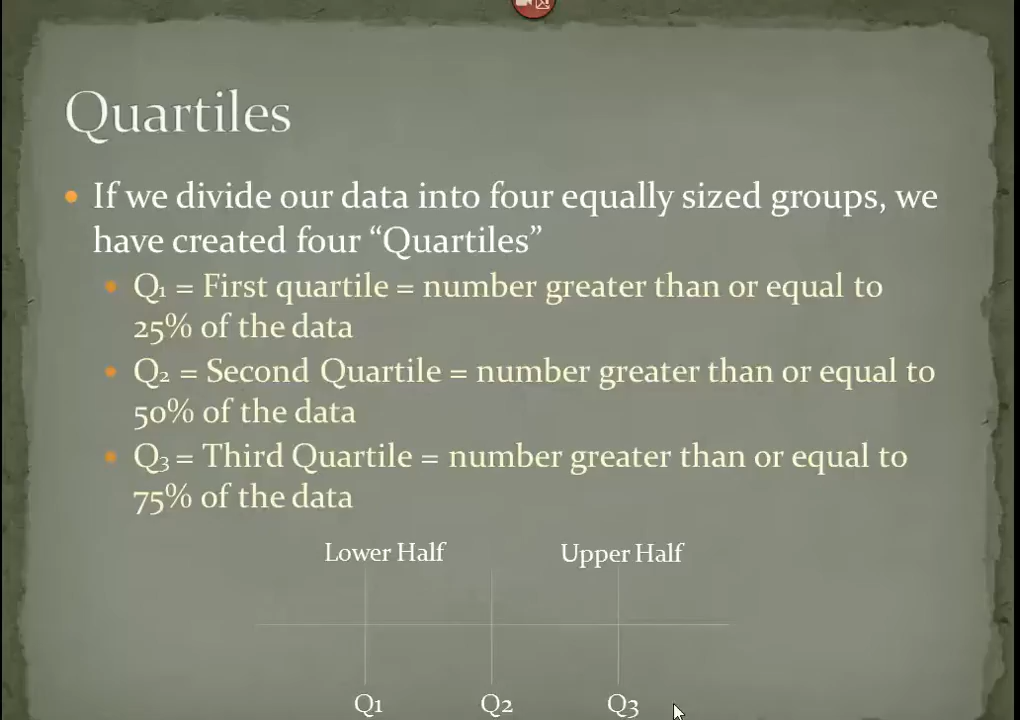 Quartiles
If we divide our data into four equally sized groups, we
have created four “Quartiles”
Q1 = First quartile = number greater than or equal to
25% of the data
Q2 = Second Quartile = number greater than or equal to
50% of the data
Q3 = Third Quartile = number greater than or equal to
75% of the data
Lower Half Upper Half
Q1 Q2 Q3